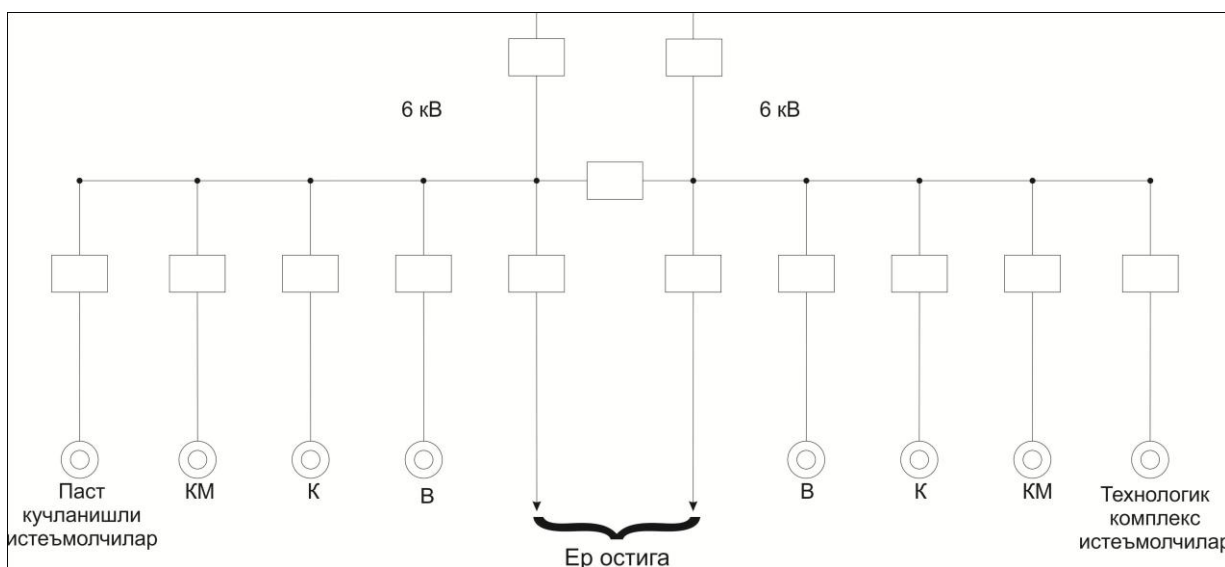 6 кВ
6 кВ
Паст
кучланишли
истеъмолчилар
КМ
К
В
В
К
КМ
Технологик
комплекс
истеъмолчилар
Ер остига